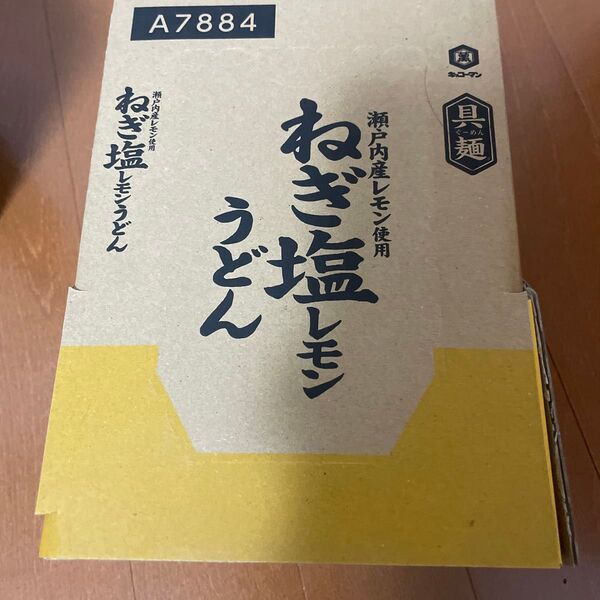 A7884
キッコーマン
具麺
ぐーめん
瀬戸内産レモン使用
ねぎ塩レモン
うどん
瀬戸内産レモン使用
ねぎ塩レモンうどん